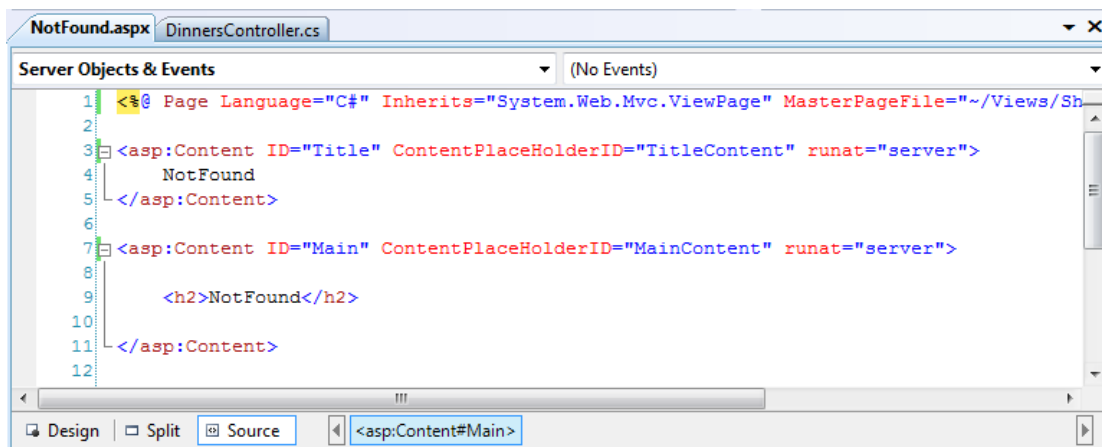 NotFound.aspx DinnersController.cs
Server Objects & Events (No Events)
1 <%@ Page Language="C#" Inherits="System.Web.Mvc.ViewPage" MasterPageFile="~/Views/Sh
2
3 <asp:Content ID="Title" ContentPlaceHolderID="TitleContent" runat="server">
4 NotFound
5 </asp:Content>
6
7 <asp:Content ID="Main" ContentPlaceHolderID="MainContent" runat="server">
8
9 <h2>NotFound</h2>
10
11 </asp:Content>
12
Design Split Source <asp:Content#Main>